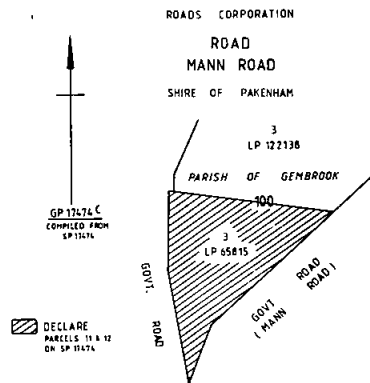 ROADS CORPORATION
ROAD
MANN ROAD
SHIRE OF PAKENHAM
3
LP 122138
PARISH OF GEMBROOK
100
GP 17474 C
COMPILED FROM
SP 17474
3
LP 65815
GOVT. ROAD
GOVT ROAD
( MANN ROAD )
DECLARE
PARCELS 11 & 12
ON SP 17474